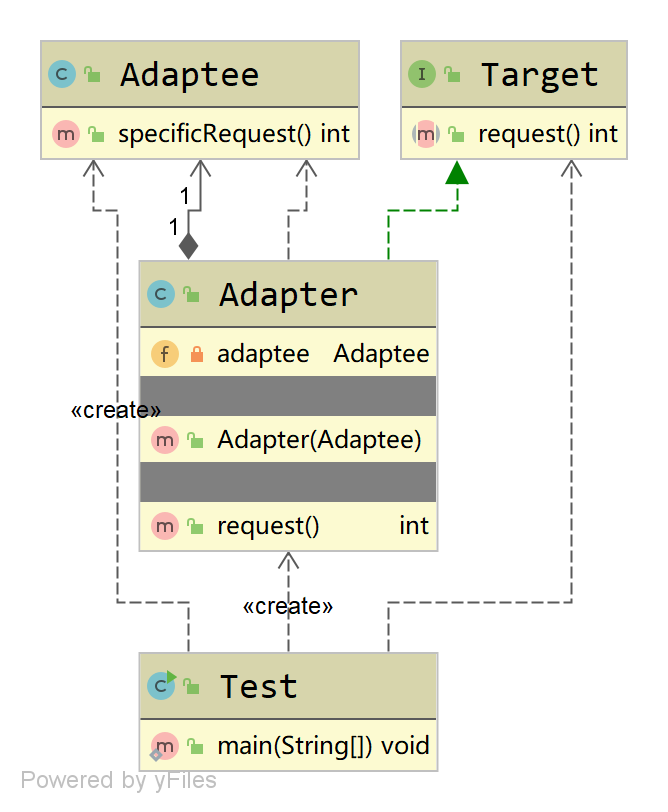 Adaptee
specificRequest() int
Target
request() int
1
1
Adapter
adaptee Adaptee
«create»
Adapter(Adaptee)
request() int
«create»
Test
main(String[]) void
Powered by yFiles